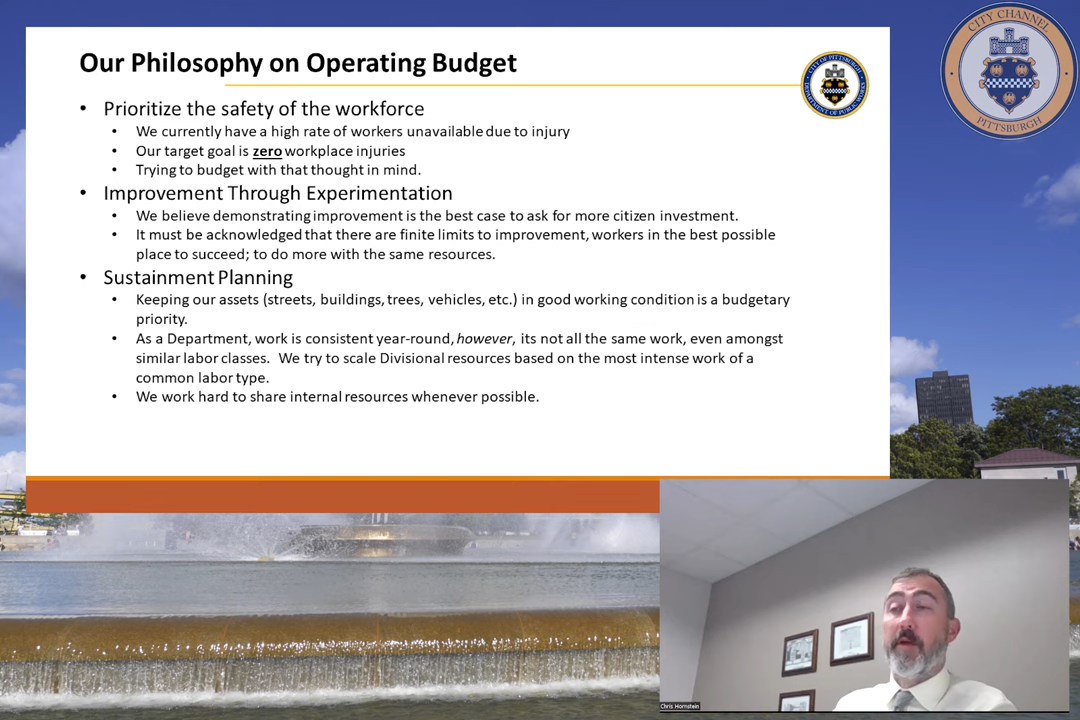 Our Philosophy on Operating Budget
CITY OF PITTSBURGH
DEPARTMENT OF PUBLIC WORKS
CITY CHANNEL
PITTSBURGH
• Prioritize the safety of the workforce
• We currently have a high rate of workers unavailable due to injury
• Our target goal is zero workplace injuries
• Trying to budget with that thought in mind.
• Improvement Through Experimentation
• We believe demonstrating improvement is the best case to ask for more citizen investment.
• It must be acknowledged that there are finite limits to improvement, workers in the best possible
place to succeed; to do more with the same resources.
• Sustainment Planning
• Keeping our assets (streets, buildings, trees, vehicles, etc.) in good working condition is a budgetary
priority.
• As a Department, work is consistent year-round, however, its not all the same work, even amongst
similar labor classes. We try to scale Divisional resources based on the most intense work of a
common labor type.
• We work hard to share internal resources whenever possible.
Chris Hornstein